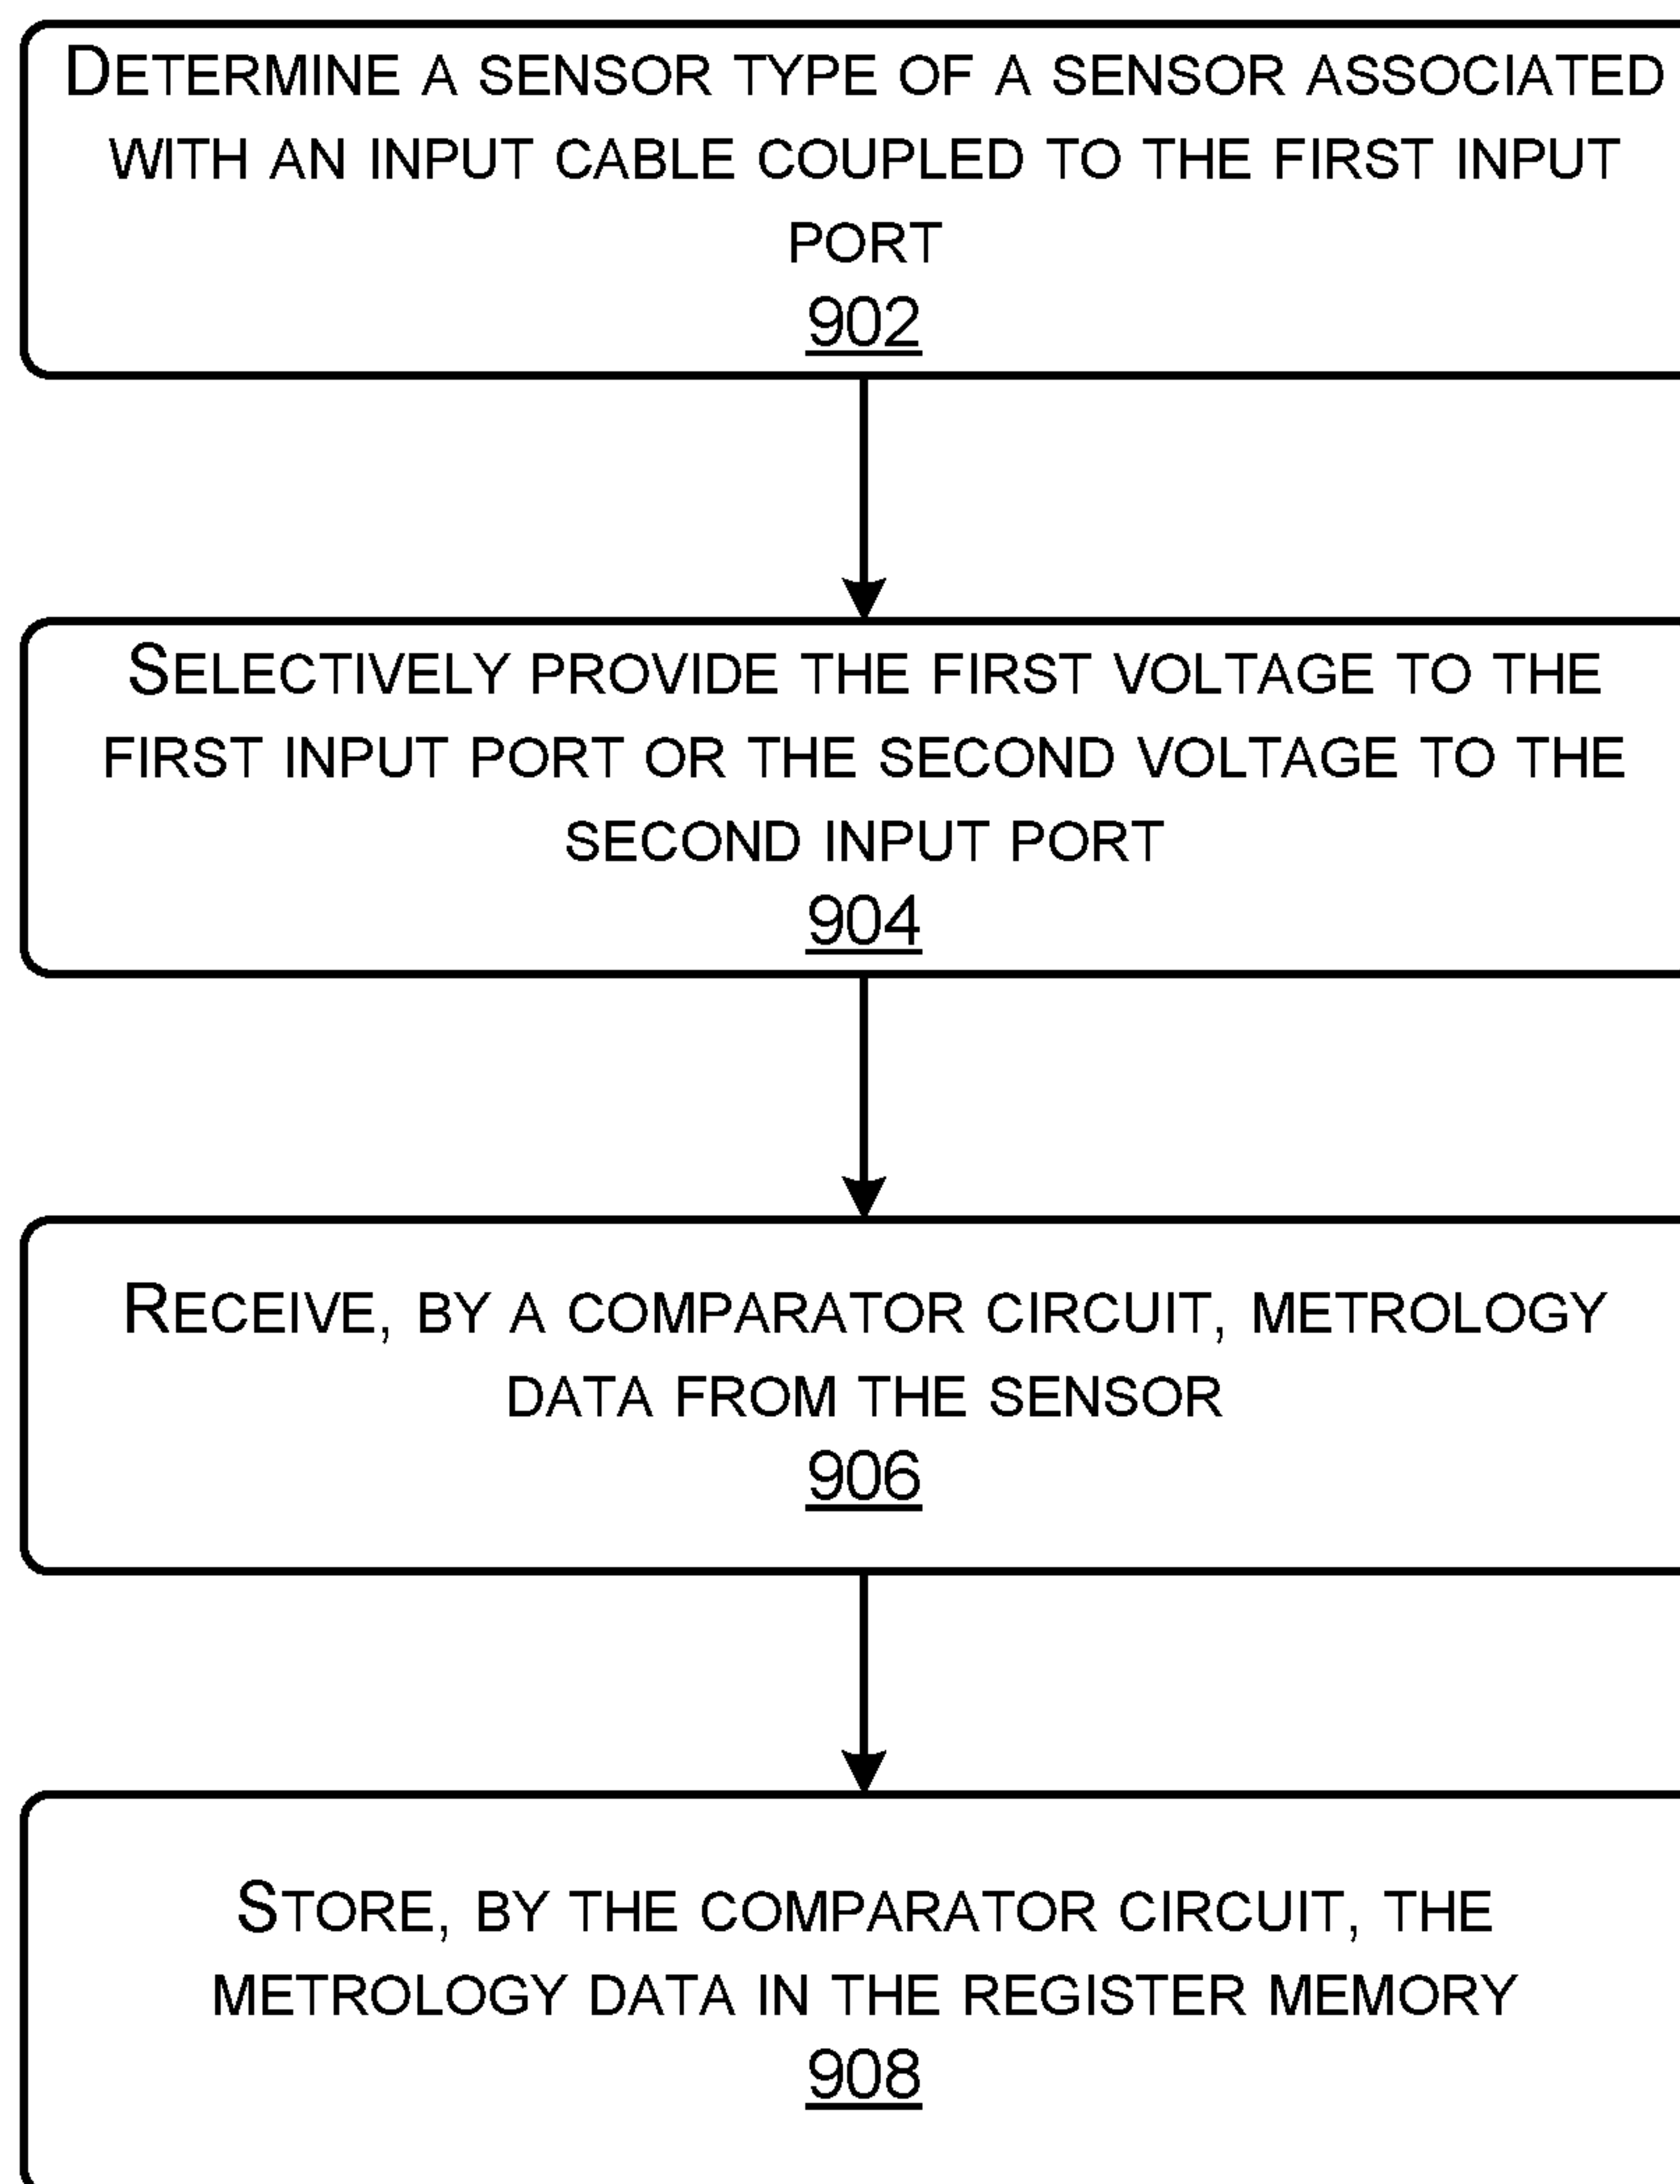 DETERMINE A SENSOR TYPE OF A SENSOR ASSOCIATED
WITH AN INPUT CABLE COUPLED TO THE FIRST INPUT
PORT
902
SELECTIVELY PROVIDE THE FIRST VOLTAGE TO THE
FIRST INPUT PORT OR THE SECOND VOLTAGE TO THE
SECOND INPUT PORT
904
RECEIVE, BY A COMPARATOR CIRCUIT, METROLOGY
DATA FROM THE SENSOR
906
STORE, BY THE COMPARATOR CIRCUIT, THE
METROLOGY DATA IN THE REGISTER MEMORY
908